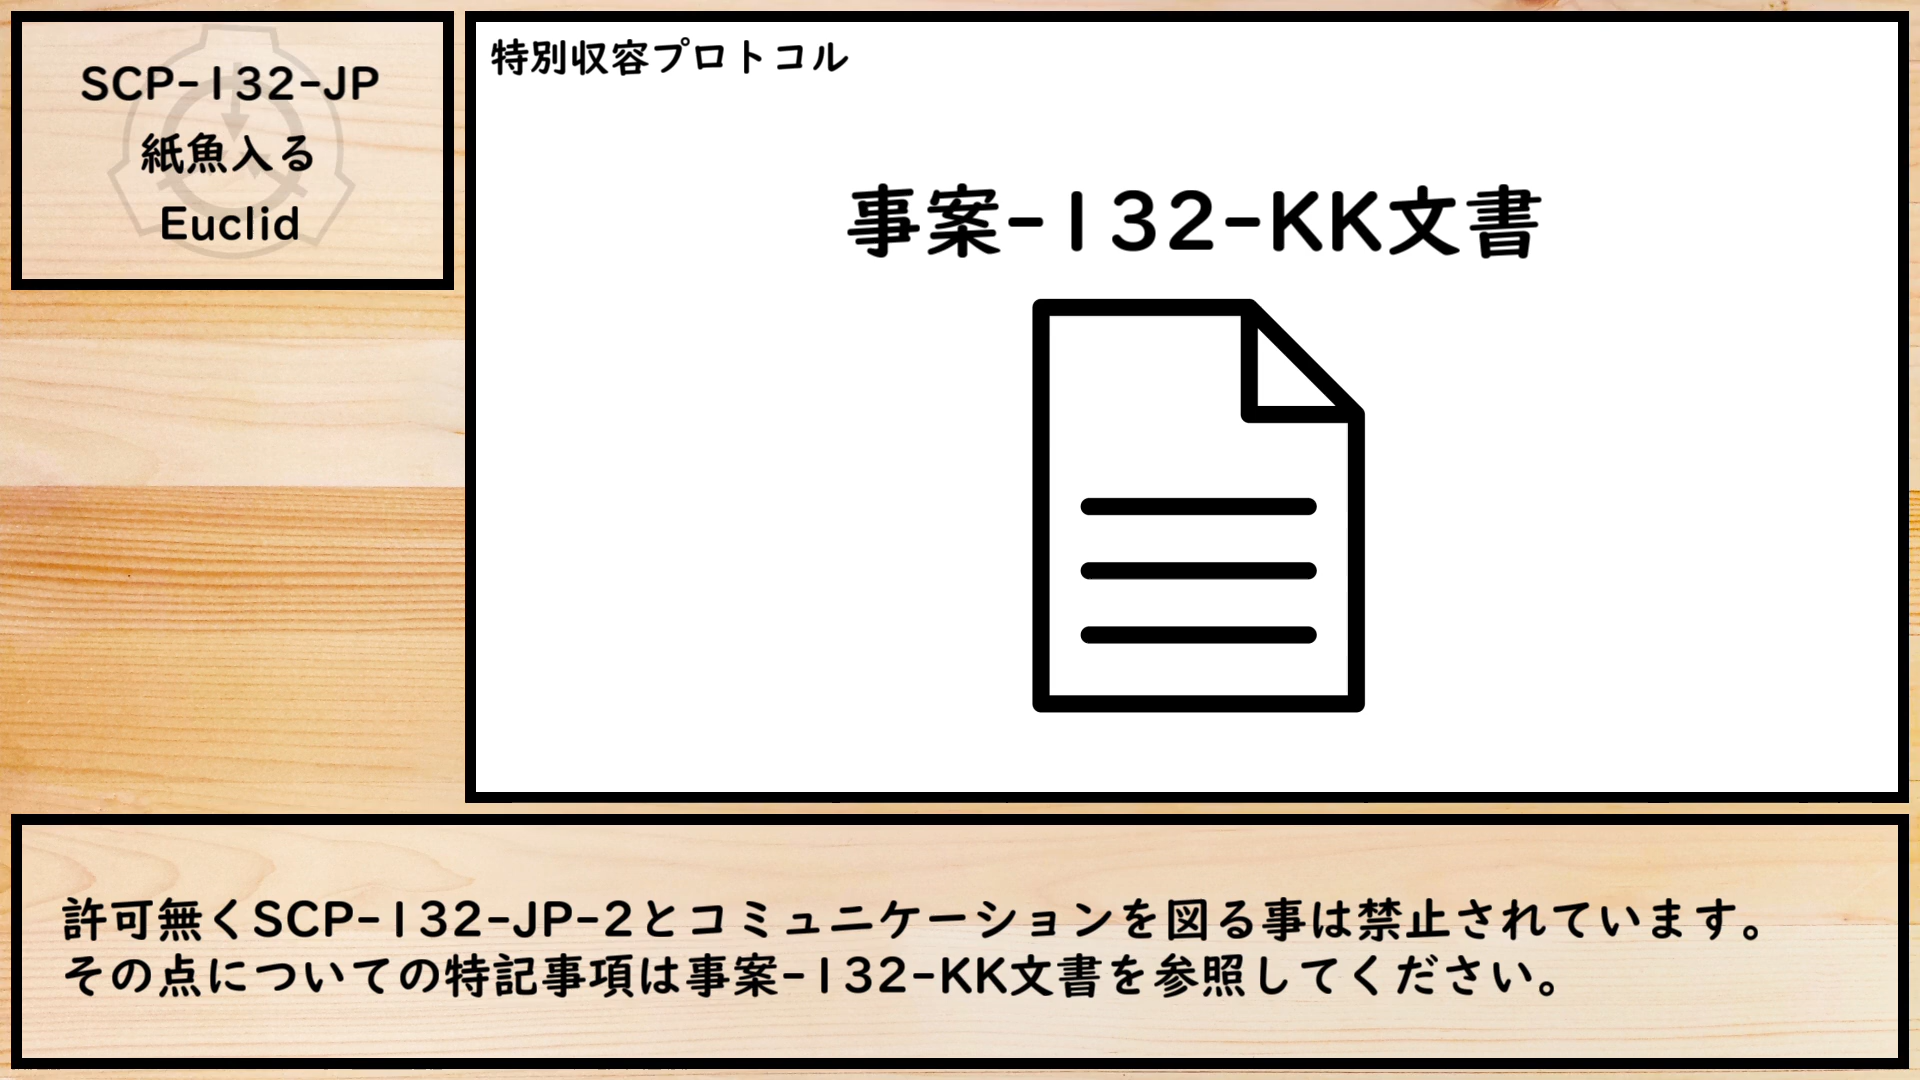 SCP-132-JP
紙魚入る
Euclid
特別収容プロトコル
事案-132-KK文書
許可無くSCP-132-JP-2とコミュニケーションを図る事は禁止されています。
その点についての特記事項は事案-132-KK文書を参照してください。